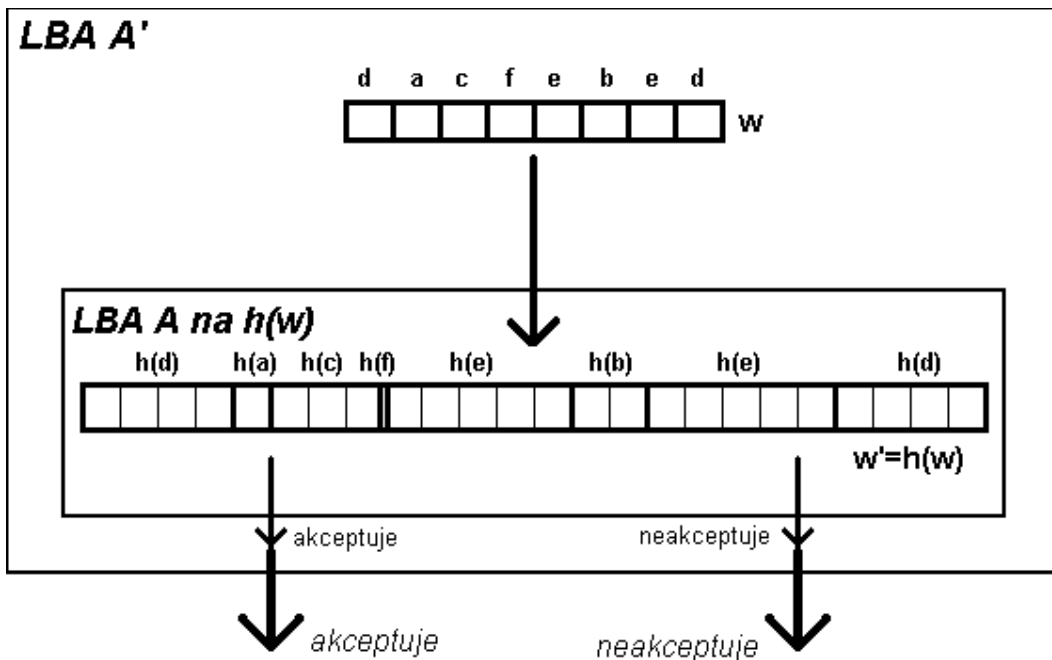 LBA A'
d a c f e b e d
w
LBA A na h(w)
h(d) h(a) h(c) h(f) h(e) h(b) h(e) h(d)
w'=h(w)
akceptuje neakceptuje
akceptuje neakceptuje